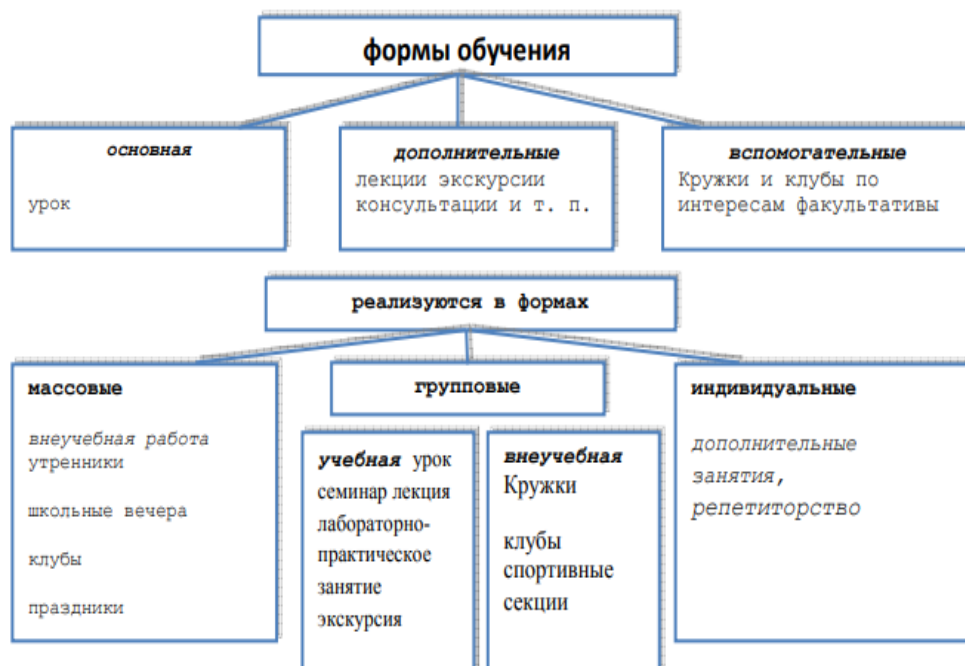 формы обучения
основная
урок
дополнительные
лекции экскурсии
консультации и т. п.
вспомогательные
Кружки и клубы по
интересам факультативы
реализуются в формах
массовые
внеучебная работа
утренники
школьные вечера
клубы
праздники
групповые
учебная урок
семинар лекция
лабораторно-
практическое
занятие
экскурсия
внеучебная
Кружки
клубы
спортивные
секции
индивидуальные
дополнительные
занятия,
репетиторство